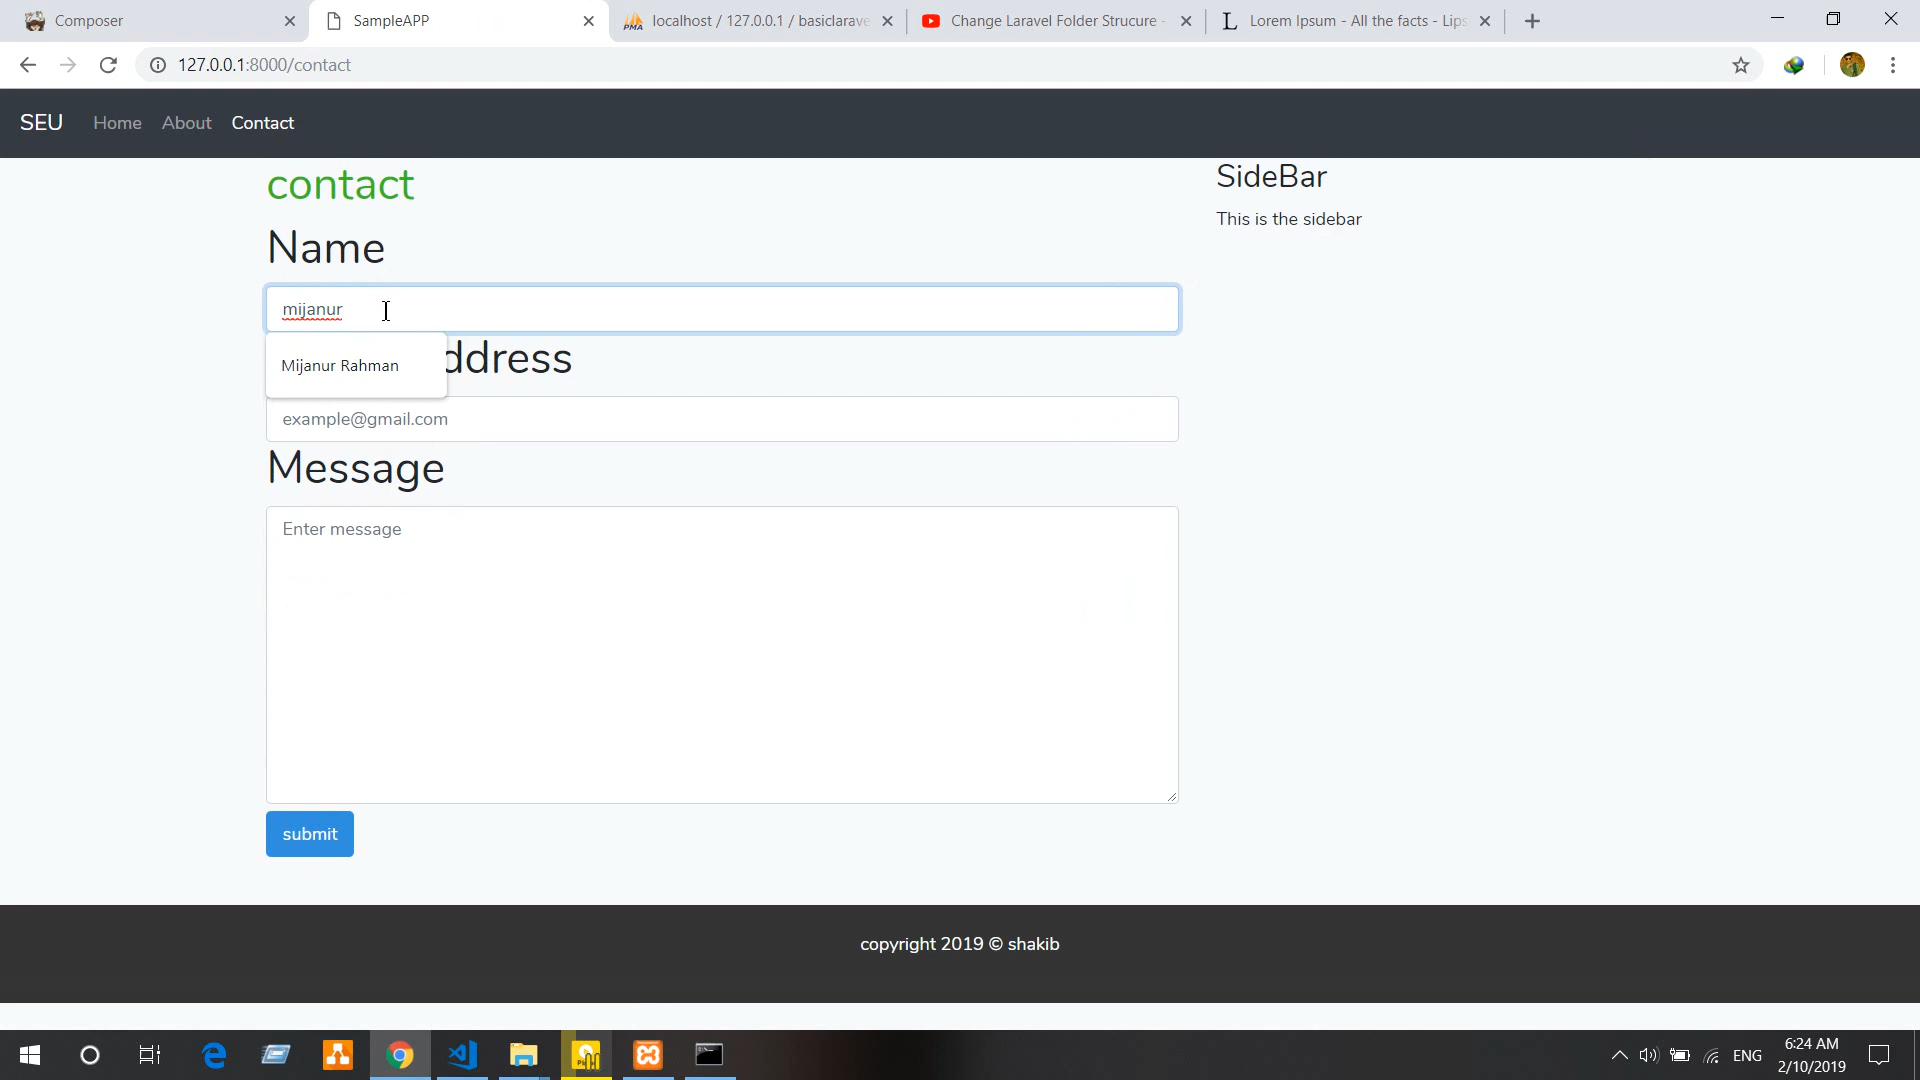 Composer
SampleAPP
localhost / 127.0.0.1 / basiclarave
Change Laravel Folder Strucure -
Lorem Ipsum - All the facts - Lips
127.0.0.1:8000/contact
SEU Home About Contact
contact
SideBar
This is the sidebar
Name
mijanur
Mijanur Rahman
ddress
example@gmail.com
Message
Enter message
submit
copyright 2019 © shakib
ENG
6:24 AM
2/10/2019